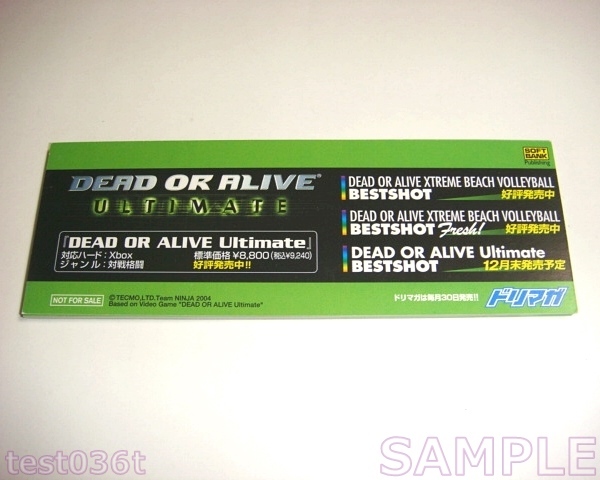 SOFT
BANK
Publishing
DEAD OR ALIVE®
ULTIMATE
『DEAD OR ALIVE Ultimate』
対応ハード:Xbox
ジャンル:対戦格闘
標準価格 ¥8,800(税込¥9,240)
好評発売中!!
DEAD OR ALIVE XTREME BEACH VOLLEYBALL
BESTSHOT 好評発売中
DEAD OR ALIVE XTREME BEACH VOLLEYBALL
BESTSHOT Fresh! 好評発売中
DEAD OR ALIVE Ultimate
BESTSHOT 12月末発売予定
NOT FOR SALE
©TECMO,LTD.Team NINJA 2004
Based on Video Game "DEAD OR ALIVE Ultimate"
ドリマガは毎月30日発売!!
ドリマガ
test036t
SAMPLE